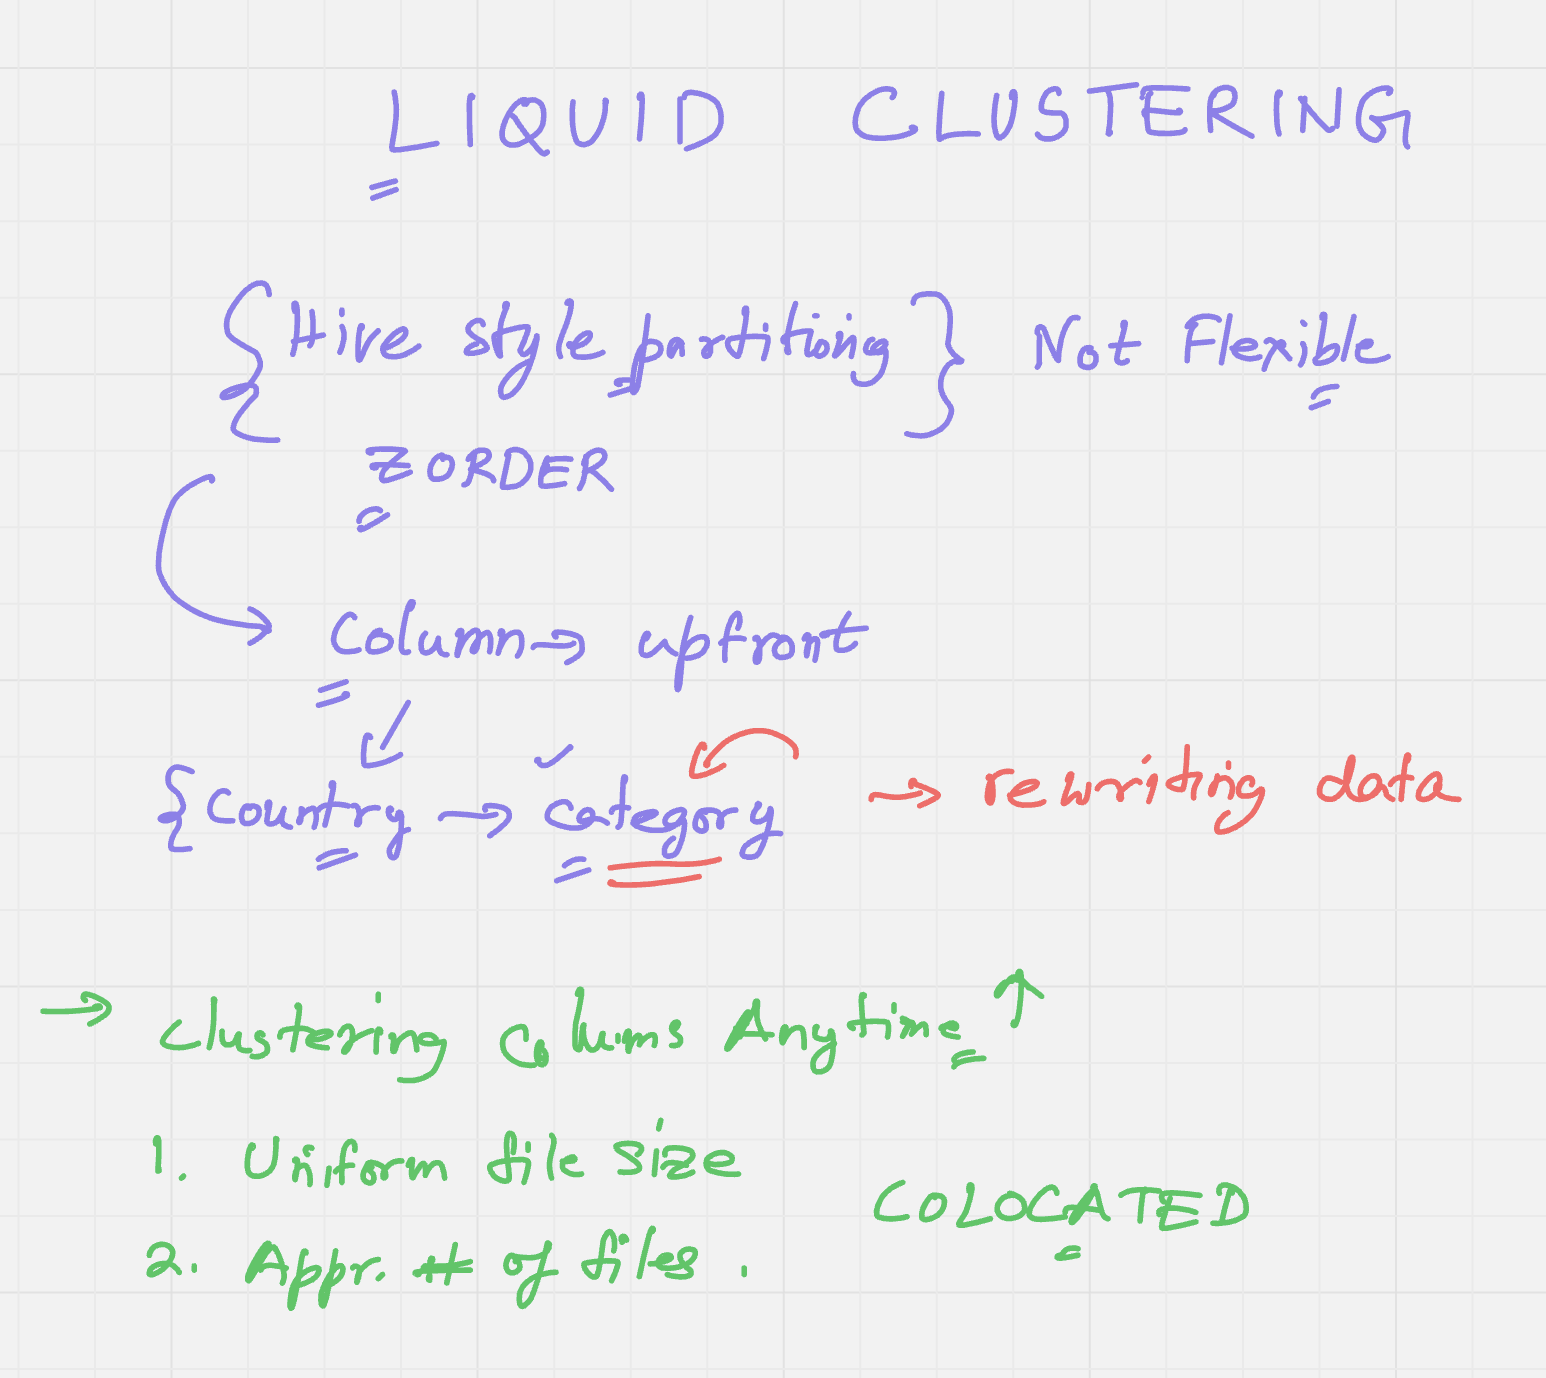 LIQUID CLUSTERING
{Hive style partitiong} Not Flexible
ZORDER
Column → upfront
{Country → category → rewriting data
→ Clustering Colums Anytime ↑
1. Uniform file size
COLOCATED
2. Appr. # of files.